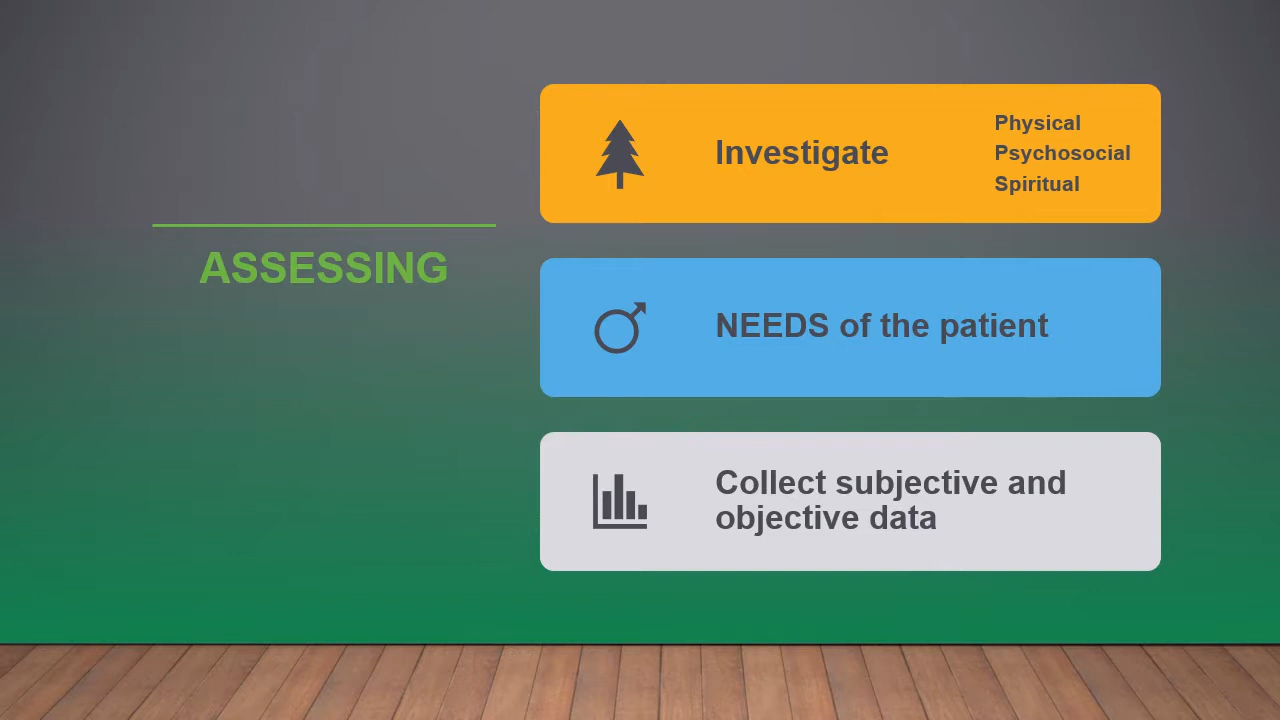 ASSESSING
Investigate
Physical
Psychosocial
Spiritual
NEEDS of the patient
Collect subjective and
objective data